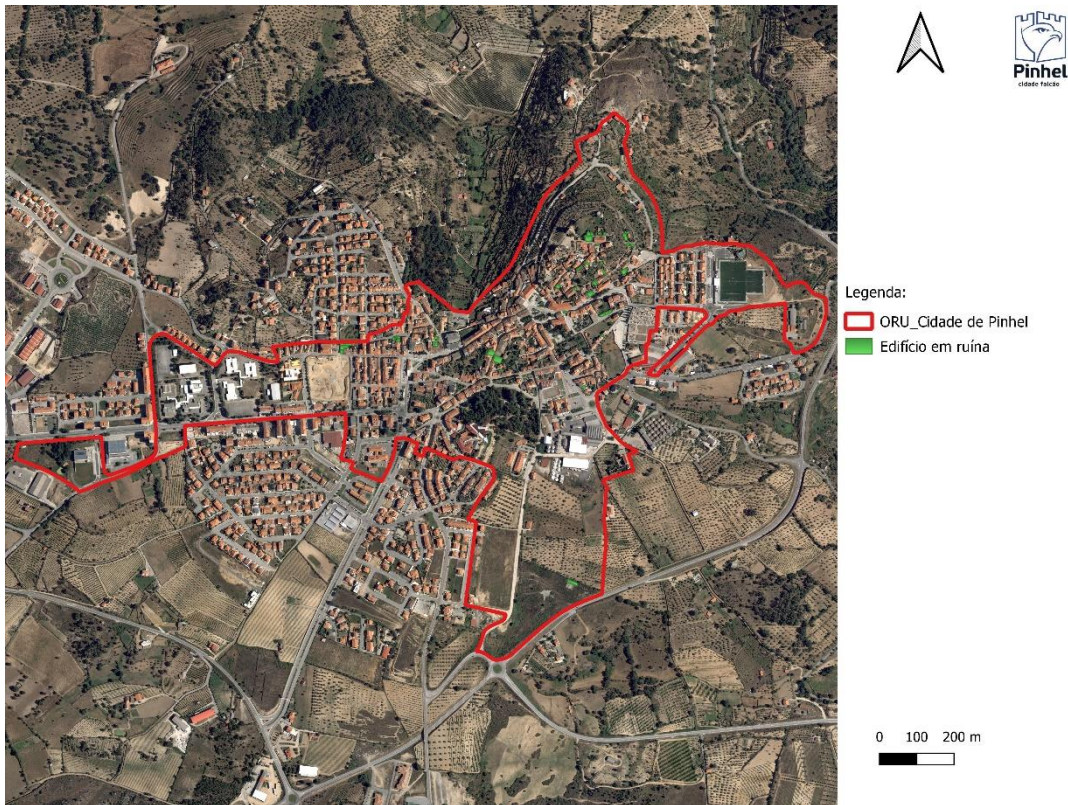 Pinhel
cidade falcão
Legenda:
ORU_Cidade de Pinhel
Edifício em ruína
0 100 200 m